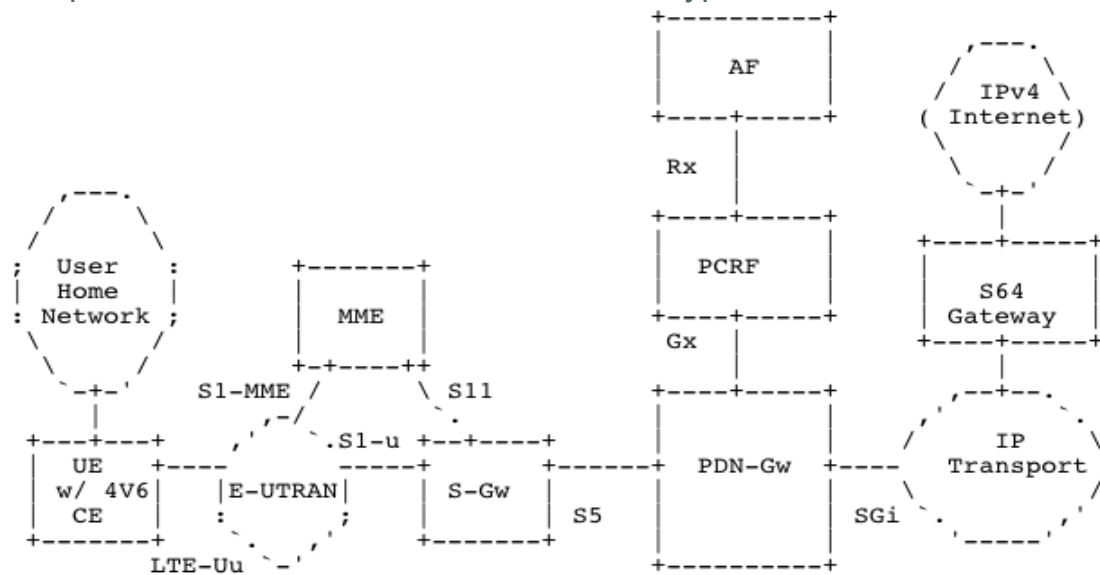 AF
IPv4
( Internet)
Rx
User
Home
Network
MME
PCRF
S64
Gateway
Gx
S1-MME
S11
S1-u
UE
w/ 4V6
CE
E-UTRAN
S-Gw
S5
PDN-Gw
SGi
IP
Transport
LTE-Uu